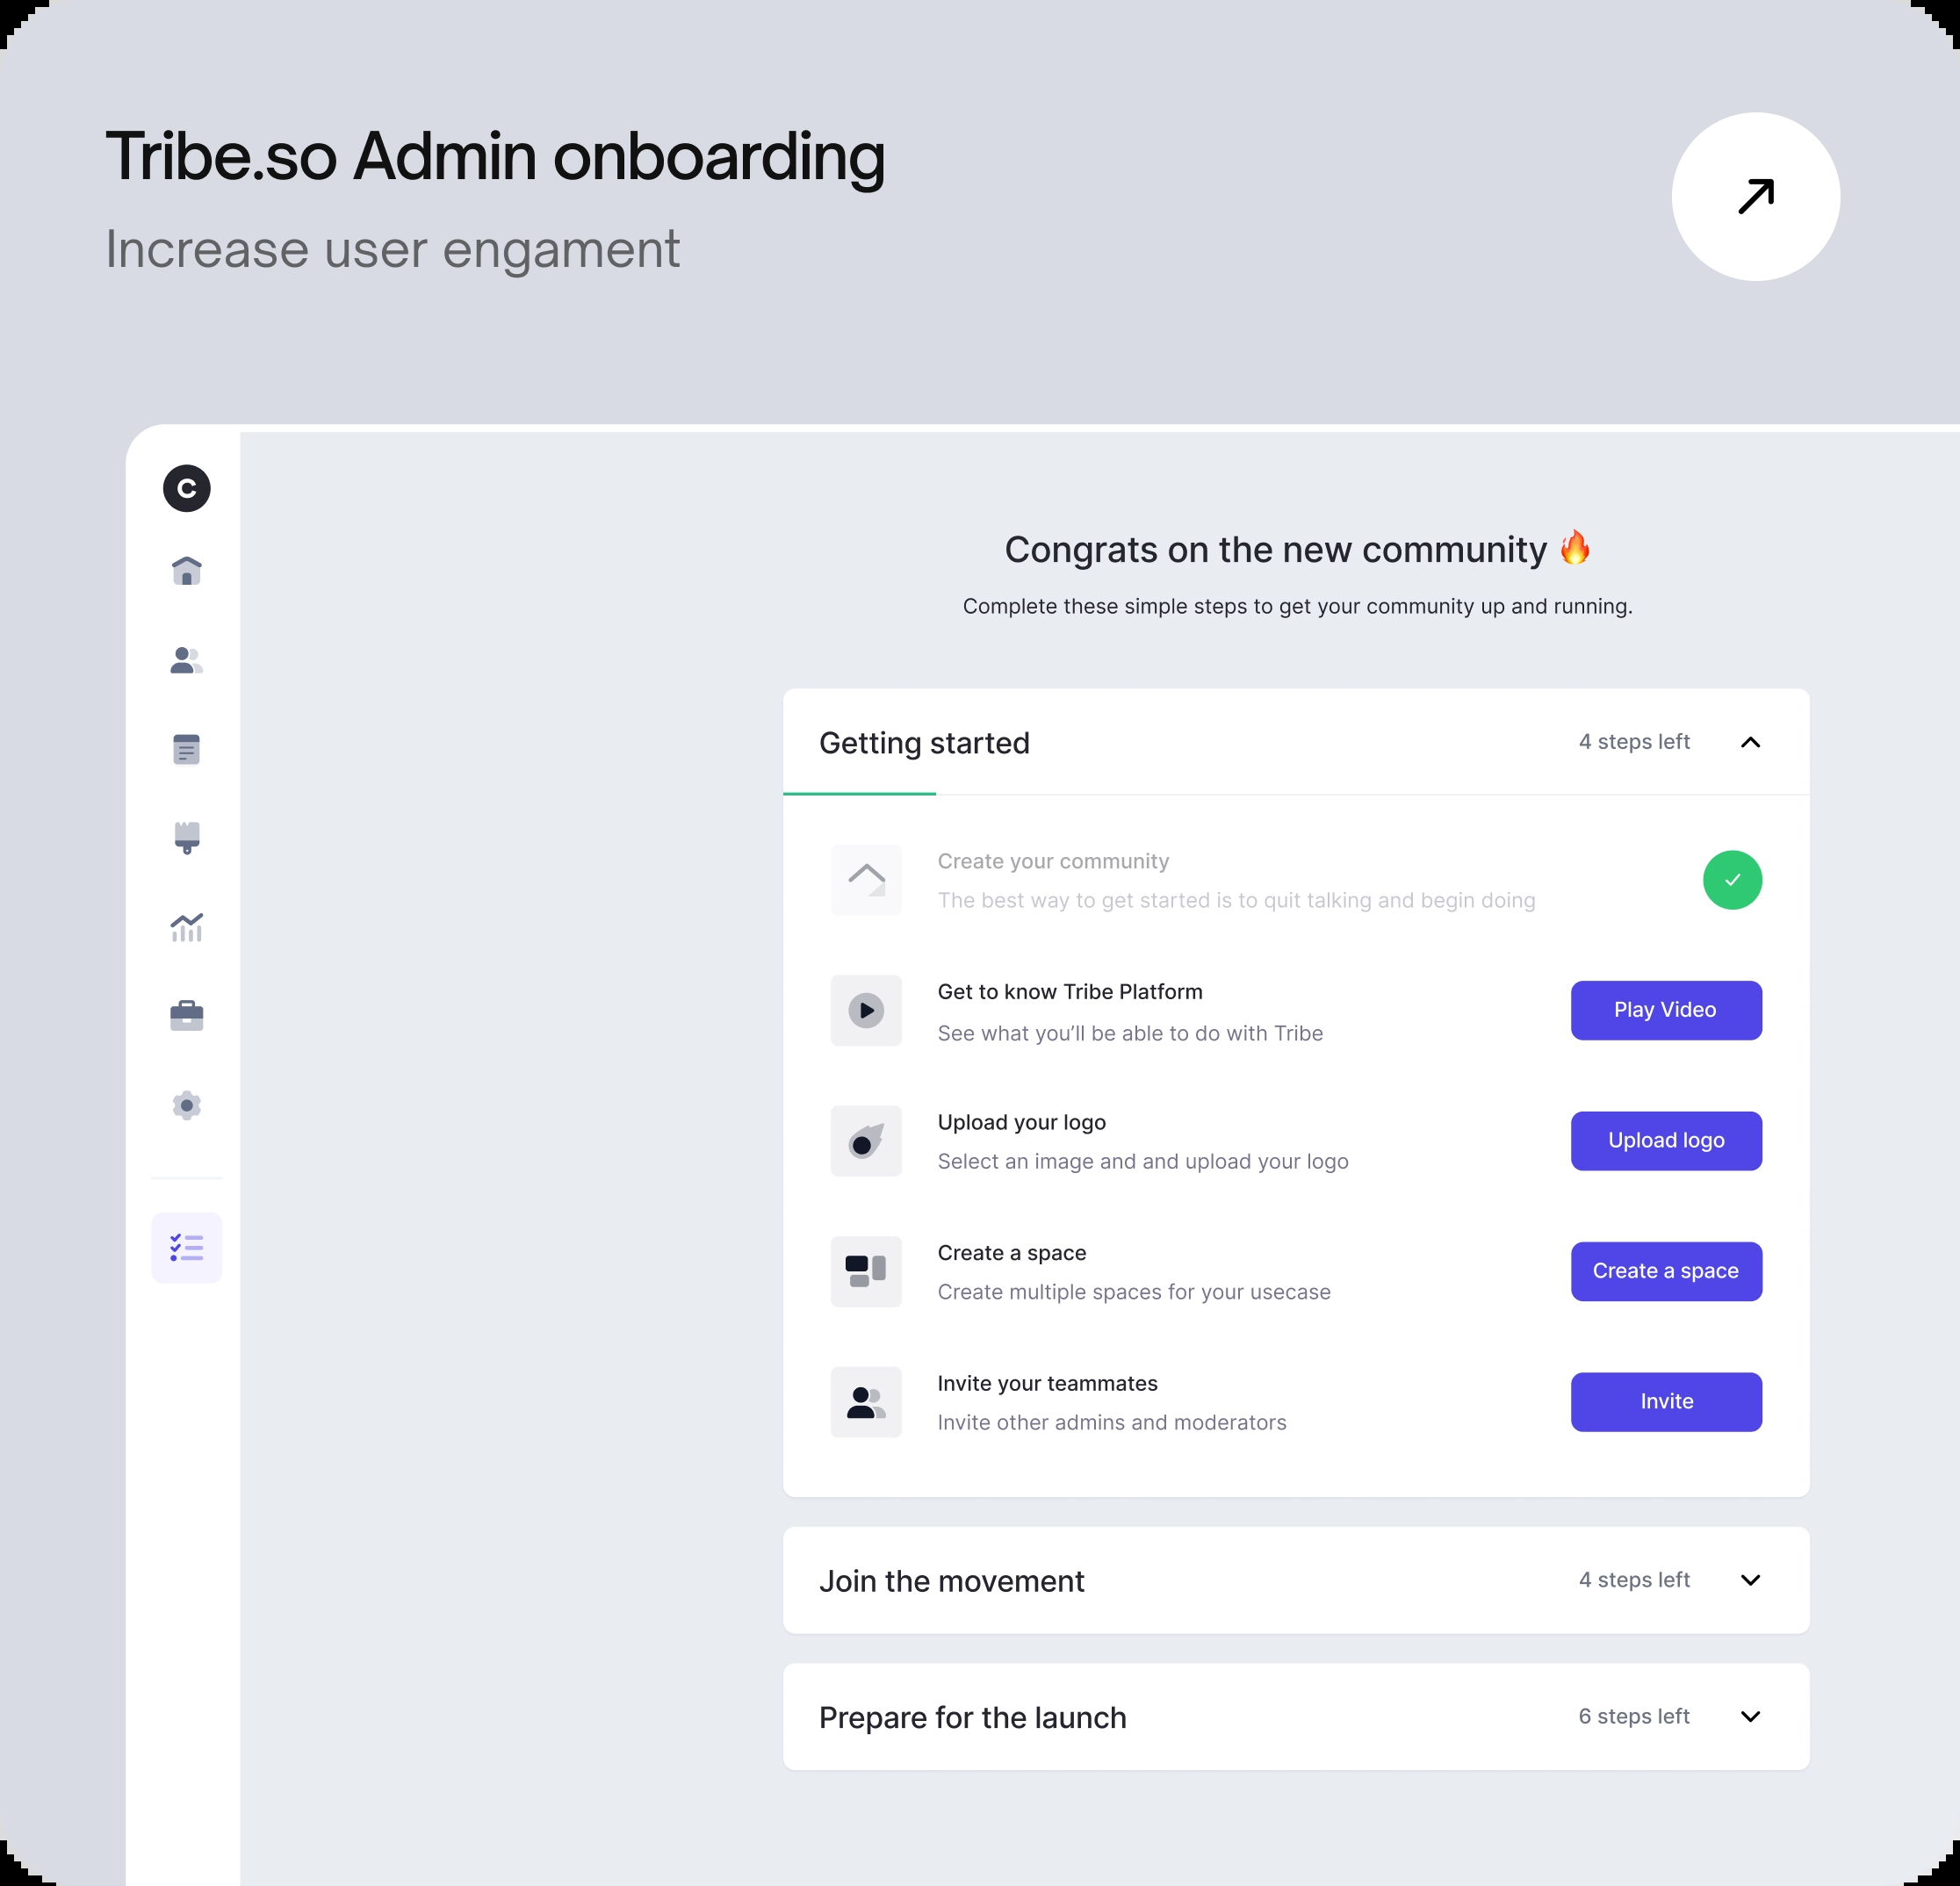 Tribe.so Admin onboarding
Increase user engament
C
Congrats on the new community 🔥
Complete these simple steps to get your community up and running.
Getting started
4 steps left
Create your community
The best way to get started is to quit talking and begin doing
Get to know Tribe Platform
See what you’ll be able to do with Tribe
Play Video
Upload your logo
Select an image and and upload your logo
Upload logo
Create a space
Create multiple spaces for your usecase
Create a space
Invite your teammates
Invite other admins and moderators
Invite
Join the movement
4 steps left
Prepare for the launch
6 steps left